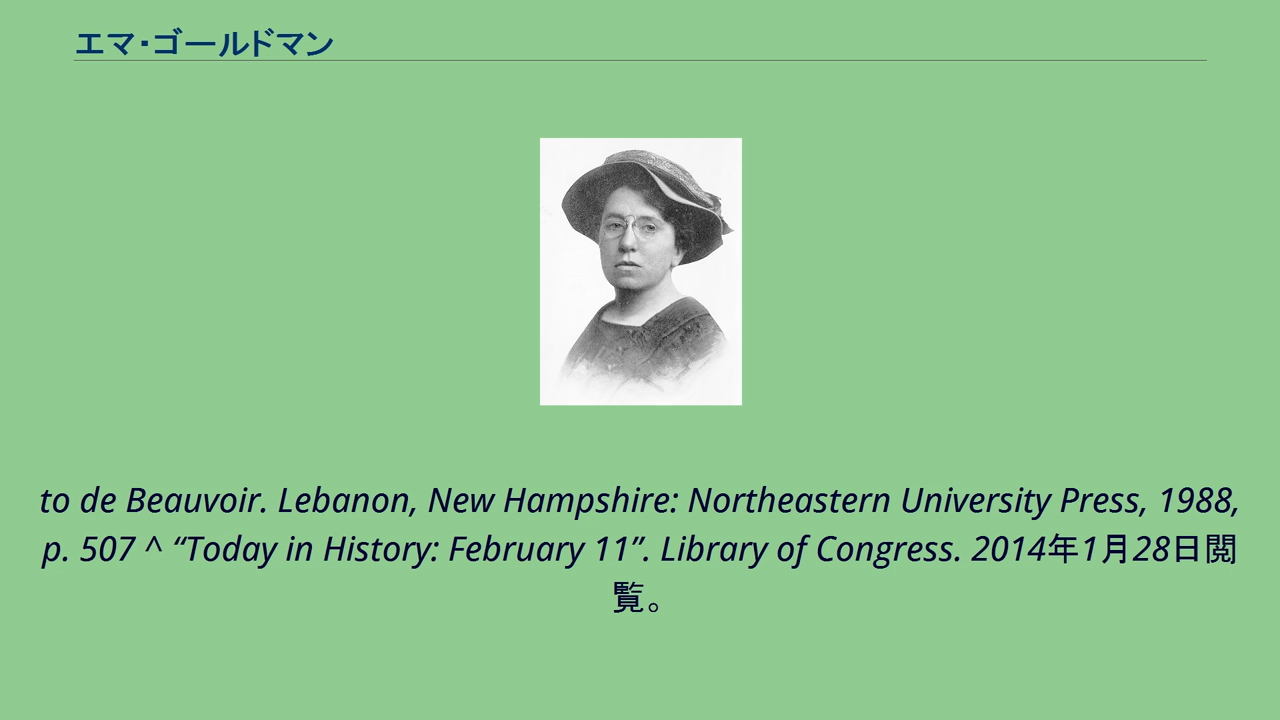 エマ・ゴールドマン
to de Beauvoir. Lebanon, New Hampshire: Northeastern University Press, 1988,
p. 507 ^ “Today in History: February 11”. Library of Congress. 2014年1月28日閲
覧。